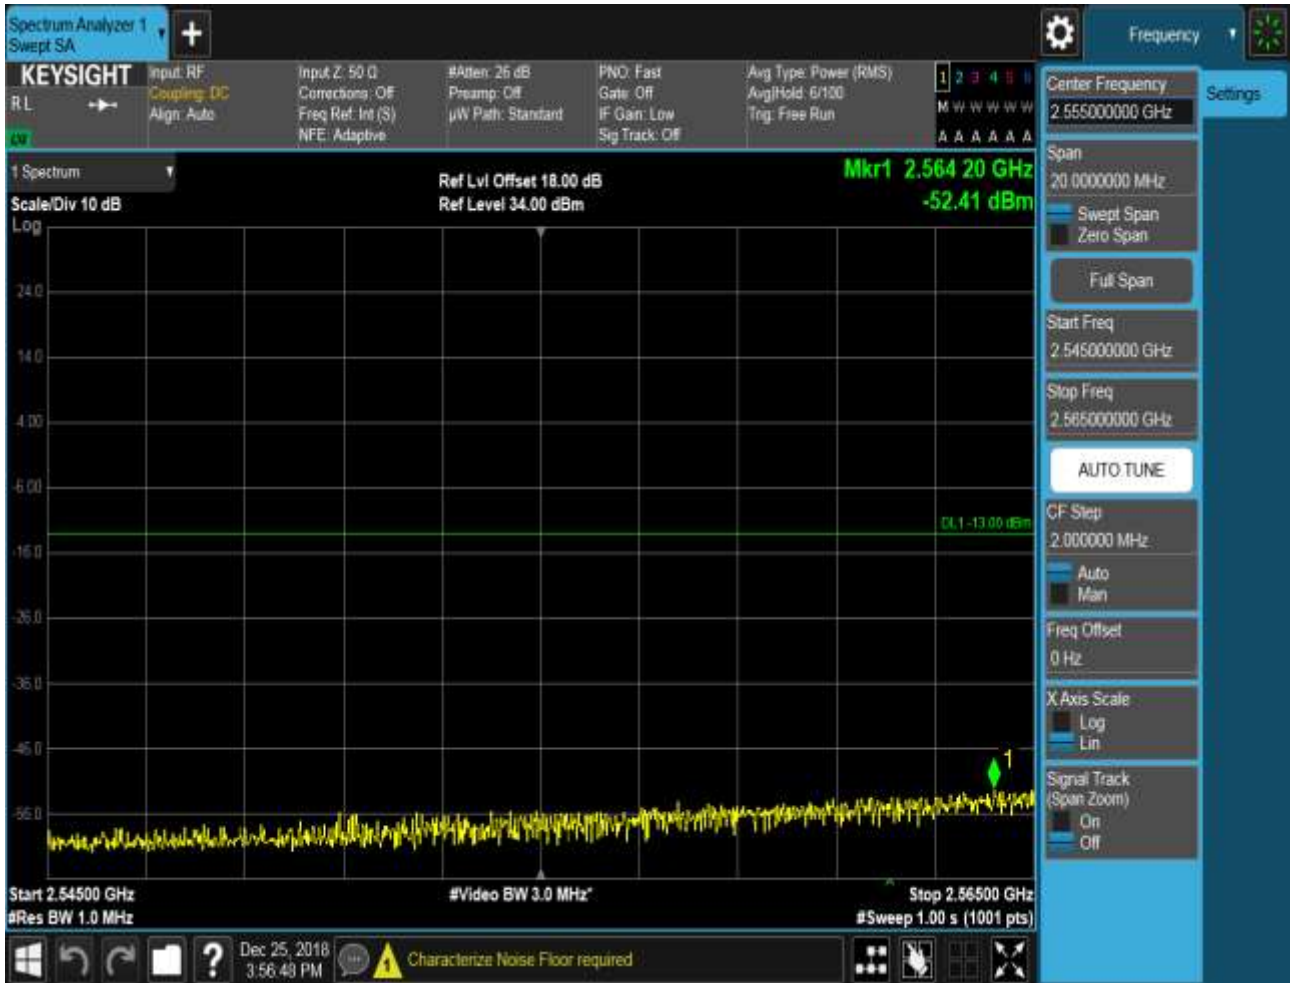 Spectrum Analyzer 1
Swept SA
Frequency
KEYSIGHT
RL
Input: RF
Coupling: DC
Align: Auto
Input Z: 50 Ω
Corrections: Off
Freq Ref: Int (S)
NFE: Adaptive
#Atten: 26 dB
Preamp: Off
µW Path: Standard
PNO: Fast
Gate: Off
IF Gain: Low
Sig Track: Off
Avg Type: Power (RMS)
Avg|Hold: 6/100
Trig: Free Run
1 2 3 4 5 6
M W W W W W
A A A A A A
1 Spectrum
Scale/Div 10 dB
Log
Ref Lvl Offset 18.00 dB
Ref Level 34.00 dBm
Mkr1 2.564 20 GHz
-52.41 dBm
24.0
14.0
4.00
-6.00
-16.0
-26.0
-36.0
-46.0
-56.0
DL1 -13.00 dBm
1
Start 2.54500 GHz
#Res BW 1.0 MHz
#Video BW 3.0 MHz*
Stop 2.56500 GHz
#Sweep 1.00 s (1001 pts)
Center Frequency
2.555000000 GHz
Settings
Span
20.0000000 MHz
Swept Span
Zero Span
Full Span
Start Freq
2.545000000 GHz
Stop Freq
2.565000000 GHz
AUTO TUNE
CF Step
2.000000 MHz
Auto
Man
Freq Offset
0 Hz
X Axis Scale
Log
Lin
Signal Track
(Span Zoom)
On
Off
?
Dec 25, 2018
3:56:48 PM
1
Characterize Noise Floor required